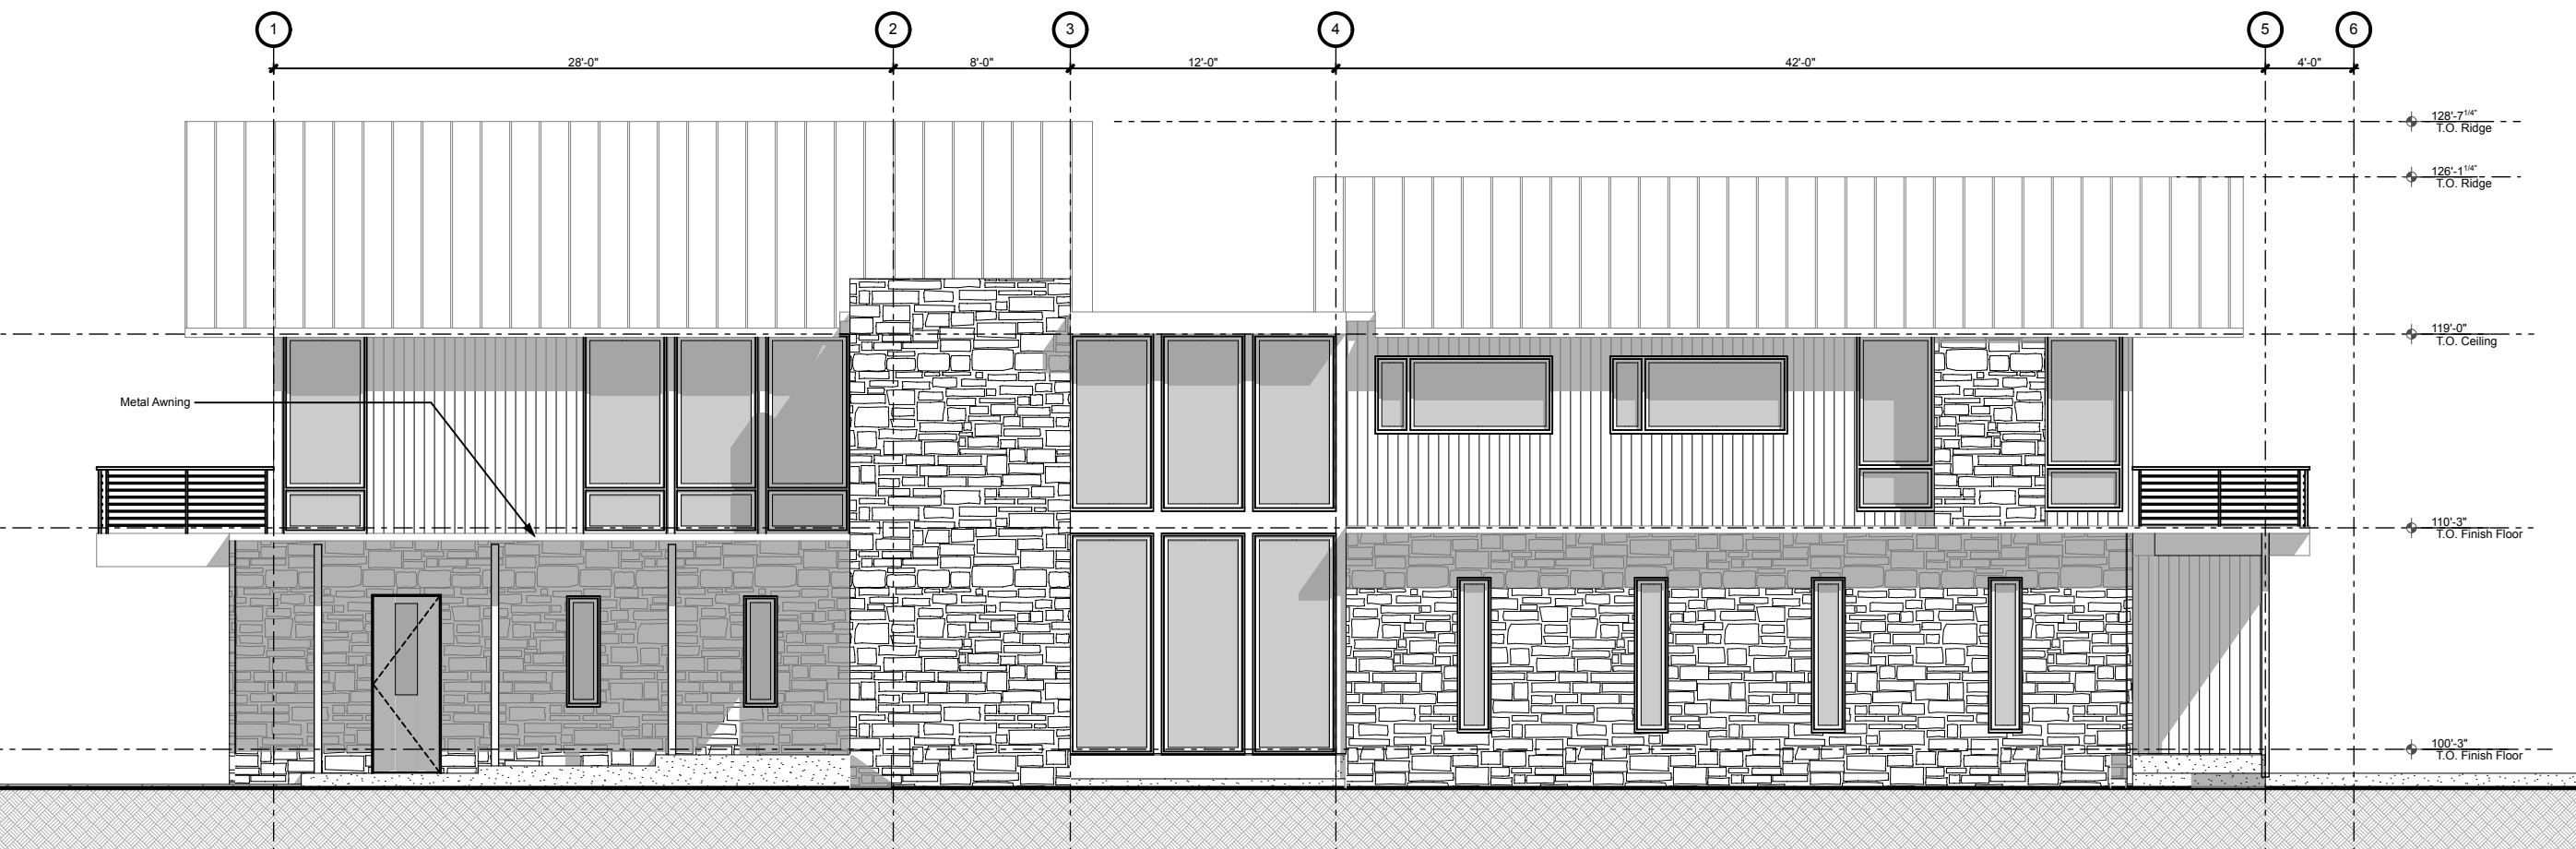 1 2 3 4 5 6
28'-0" 8'-0" 12'-0" 42'-0" 4'-0"
128'-7 1/4"
T.O. Ridge
126'-1 1/4"
T.O. Ridge
119'-0"
T.O. Ceiling
Metal Awning
110'-3"
T.O. Finish Floor
100'-3"
T.O. Finish Floor